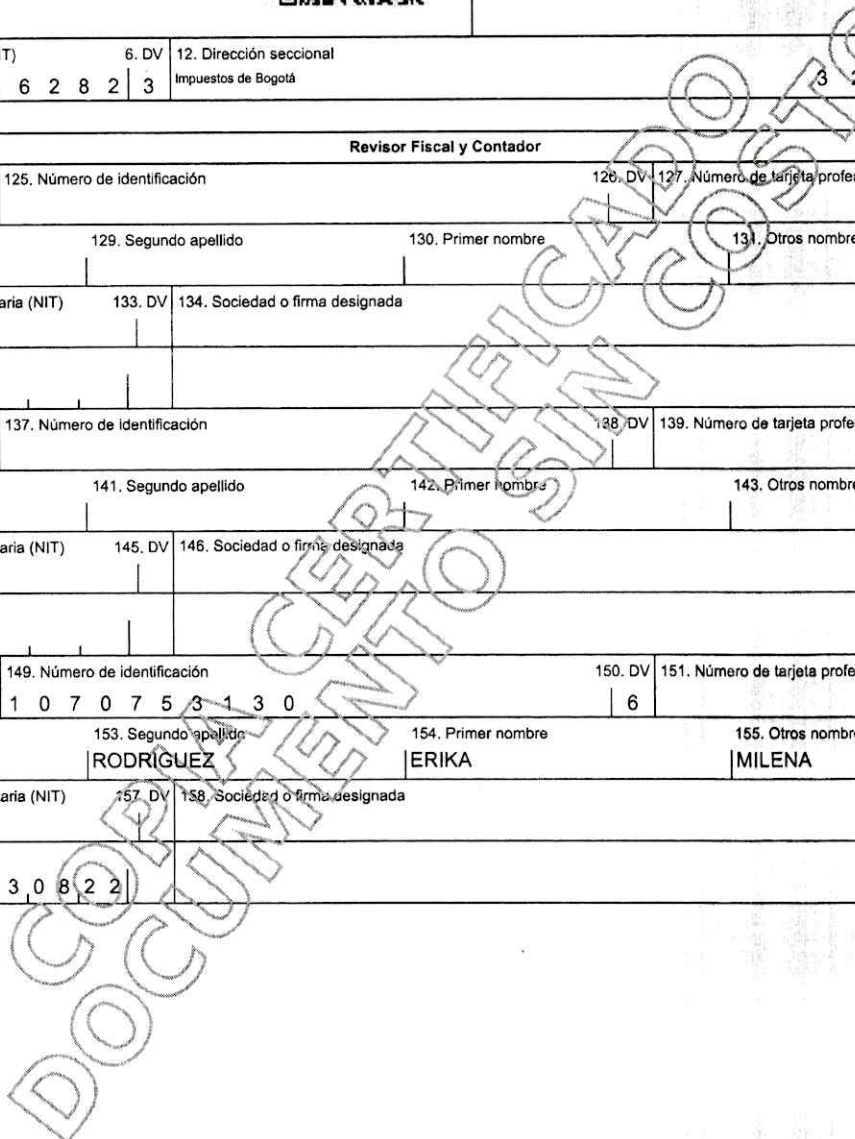 T) 6. DV 12. Dirección seccional
6 2 8 2 3 Impuestos de Bogotá 3 2
Revisor Fiscal y Contador
125. Número de identificación 126. DV 127. Número de tarjeta profe
129. Segundo apellido 130. Primer nombre 131. Otros nombre
aria (NIT) 133. DV 134. Sociedad o firma designada
137. Número de identificación 138. DV 139. Número de tarjeta profe
141. Segundo apellido 142. Primer nombre 143. Otros nombre
aria (NIT) 145. DV 146. Sociedad o firma designada
149. Número de identificación 150. DV 151. Número de tarjeta profe
1 0 7 0 7 5 3 1 3 0 6
153. Segundo apellido 154. Primer nombre 155. Otros nombre
RODRIGUEZ ERIKA MILENA
aria (NIT) 157. DV 158. Sociedad o firma designada
3 0 8 2 2
COPIA CERTIFICADO
DOCUMENTO SIN COSTO